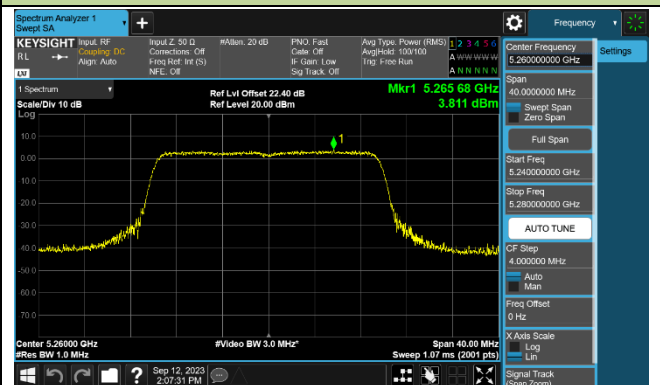 Spectrum Analyzer 1
Swept SA
+
Frequency
KEYSIGHT
RL
LXI
Input: RF
Coupling: DC
Align: Auto
Input Z: 50 Ω
Corrections: Off
Freq Ref: Int (S)
NFE: Off
#Atten: 20 dB
PNO: Fast
Gate: Off
IF Gain: Low
Sig Track: Off
Avg Type: Power (RMS)
Avg|Hold: 100/100
Trig: Free Run
1 2 3 4 5 6
A W W W W W
A N N N N N
Center Frequency
5.260000000 GHz
Settings
Span
40.0000000 MHz
Swept Span
Zero Span
Full Span
Start Freq
5.240000000 GHz
Stop Freq
5.280000000 GHz
AUTO TUNE
CF Step
4.000000 MHz
Auto
Man
Freq Offset
0 Hz
X Axis Scale
Log
Lin
Signal Track
(Span Zoom)
1 Spectrum
Scale/Div 10 dB
Log
Ref Lvl Offset 22.40 dB
Ref Level 20.00 dBm
Mkr1 5.265 68 GHz
3.811 dBm
1
10.0
0.00
-10.0
-20.0
-30.0
-40.0
-50.0
-60.0
-70.0
Center 5.26000 GHz
#Res BW 1.0 MHz
#Video BW 3.0 MHz*
Span 40.00 MHz
Sweep 1.07 ms (2001 pts)
?
Sep 12, 2023
2:07:31 PM